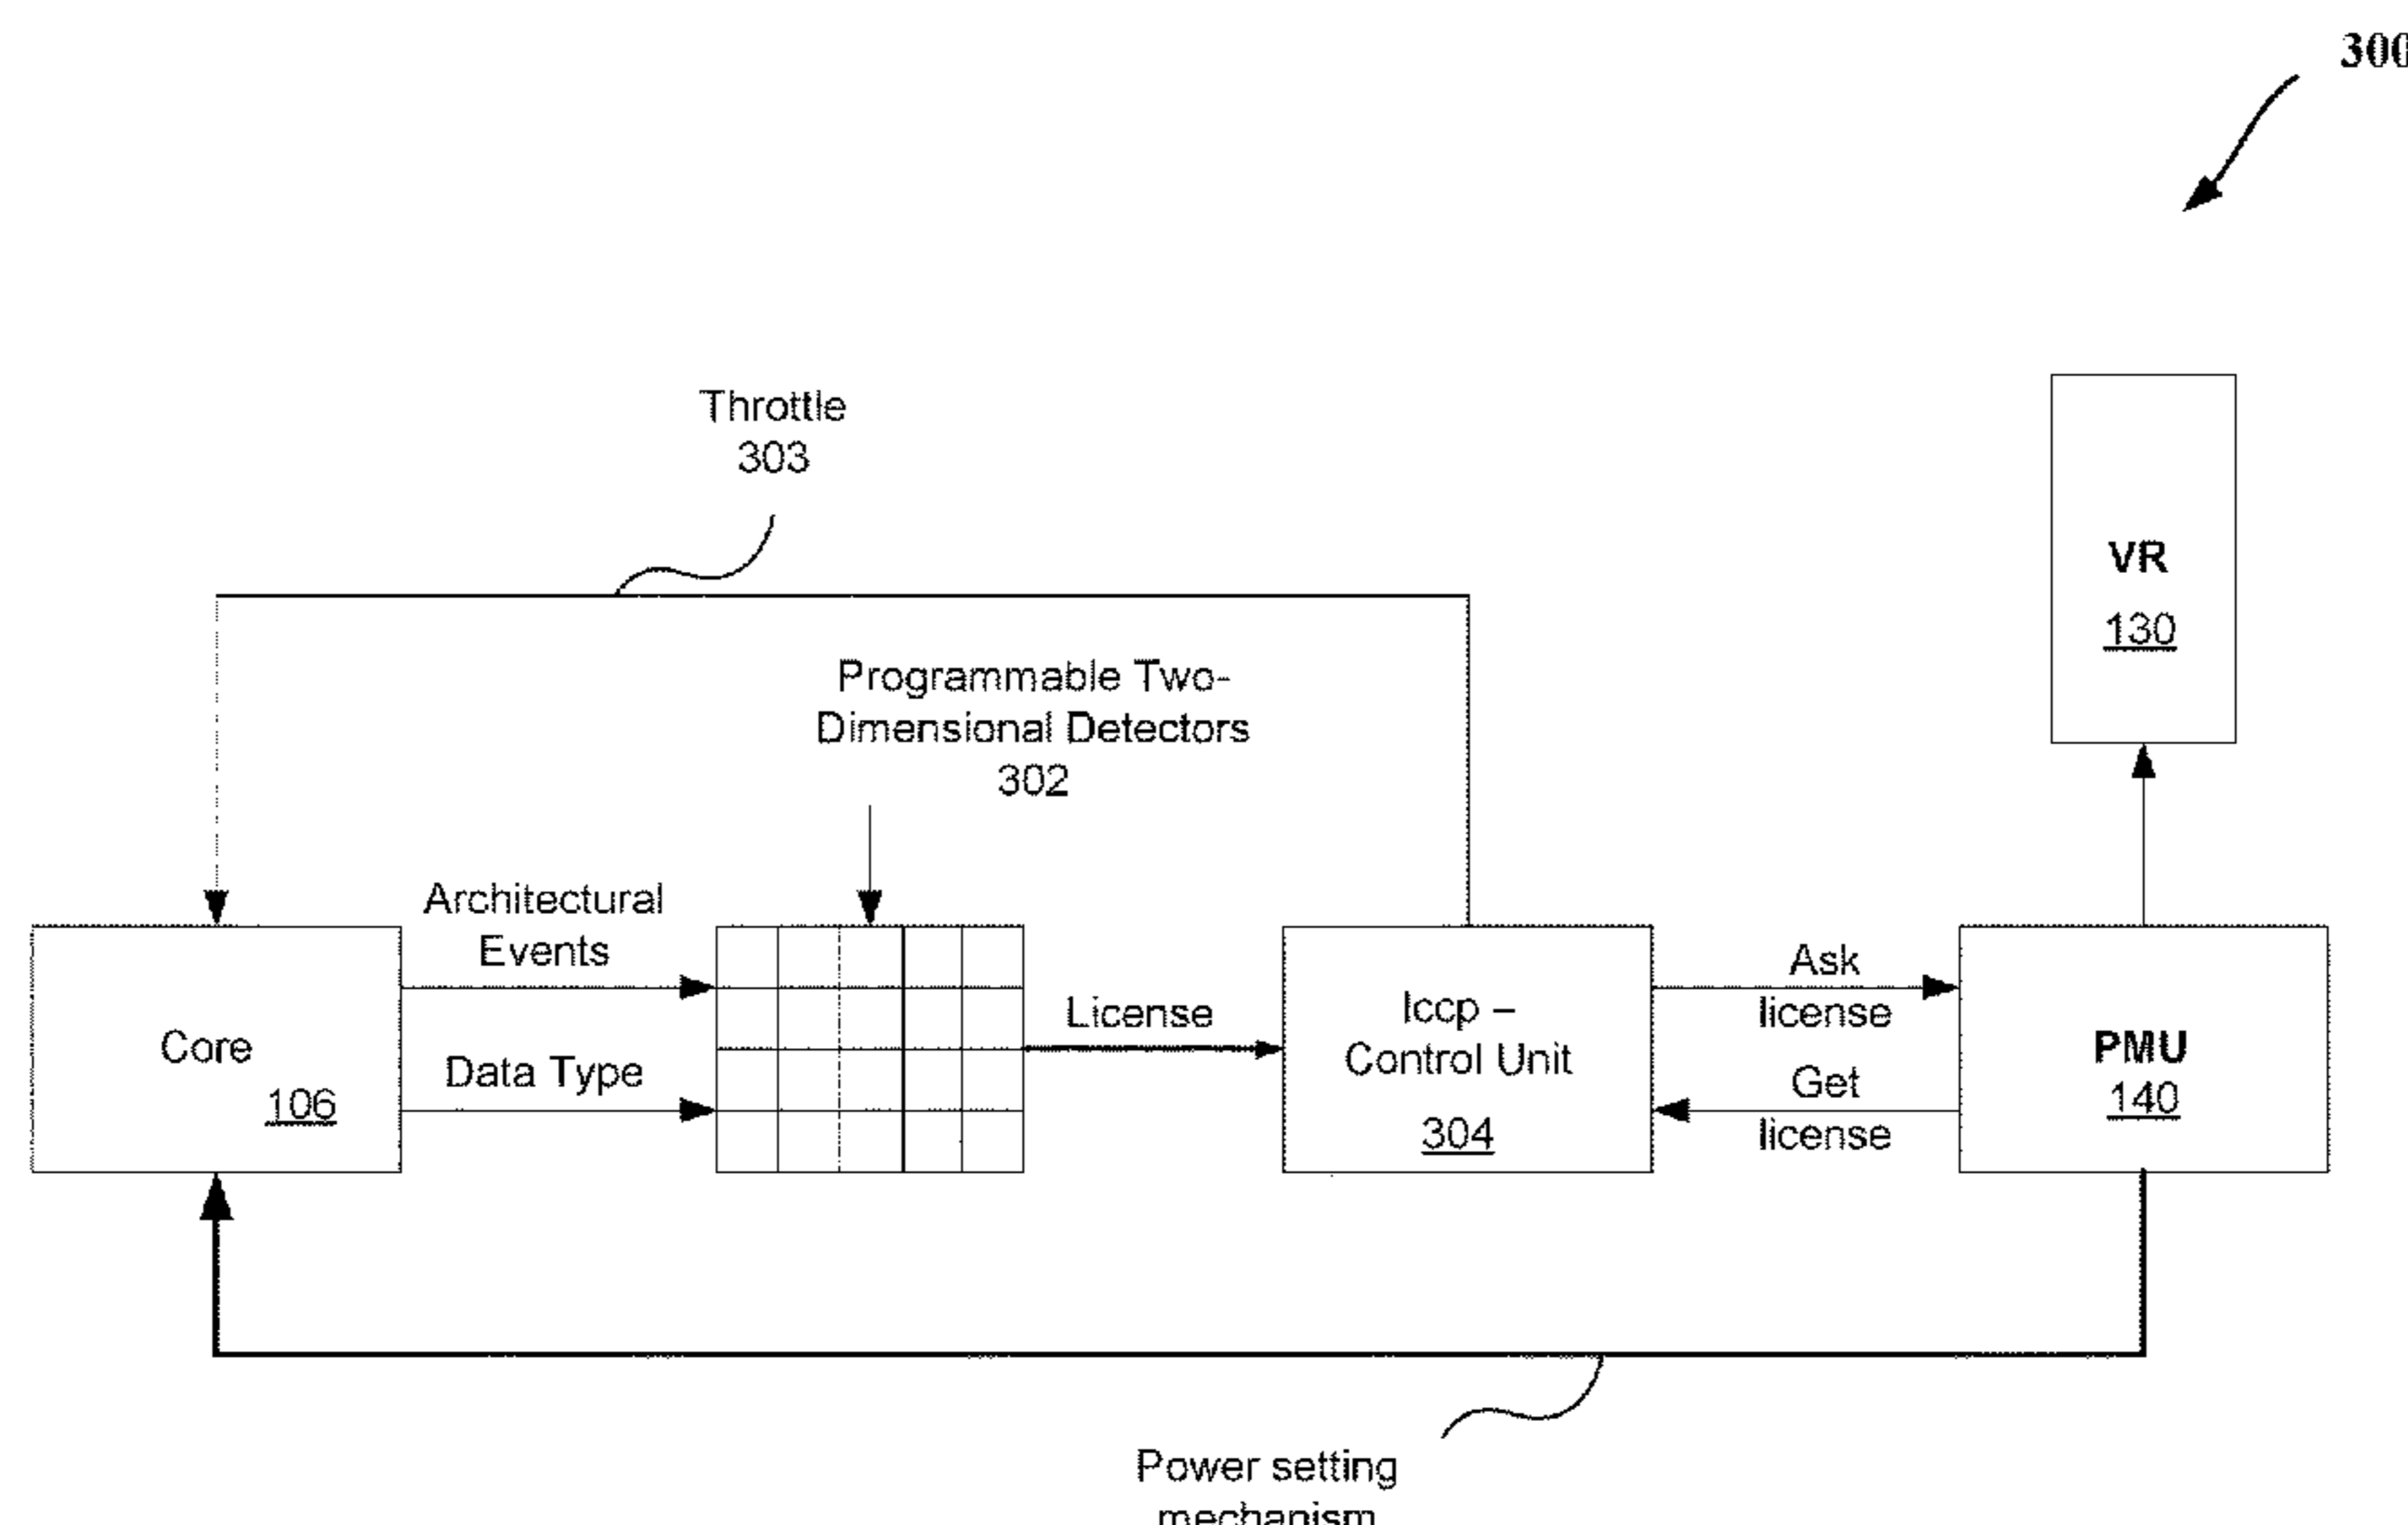 300
Throttle
303
VR
130
Programmable Two-
Dimensional Detectors
302
Architectural
Events
Data Type
Core
106
License
Iccp –
Control Unit
304
Ask
license
Get
license
PMU
140
Power setting
mechanism